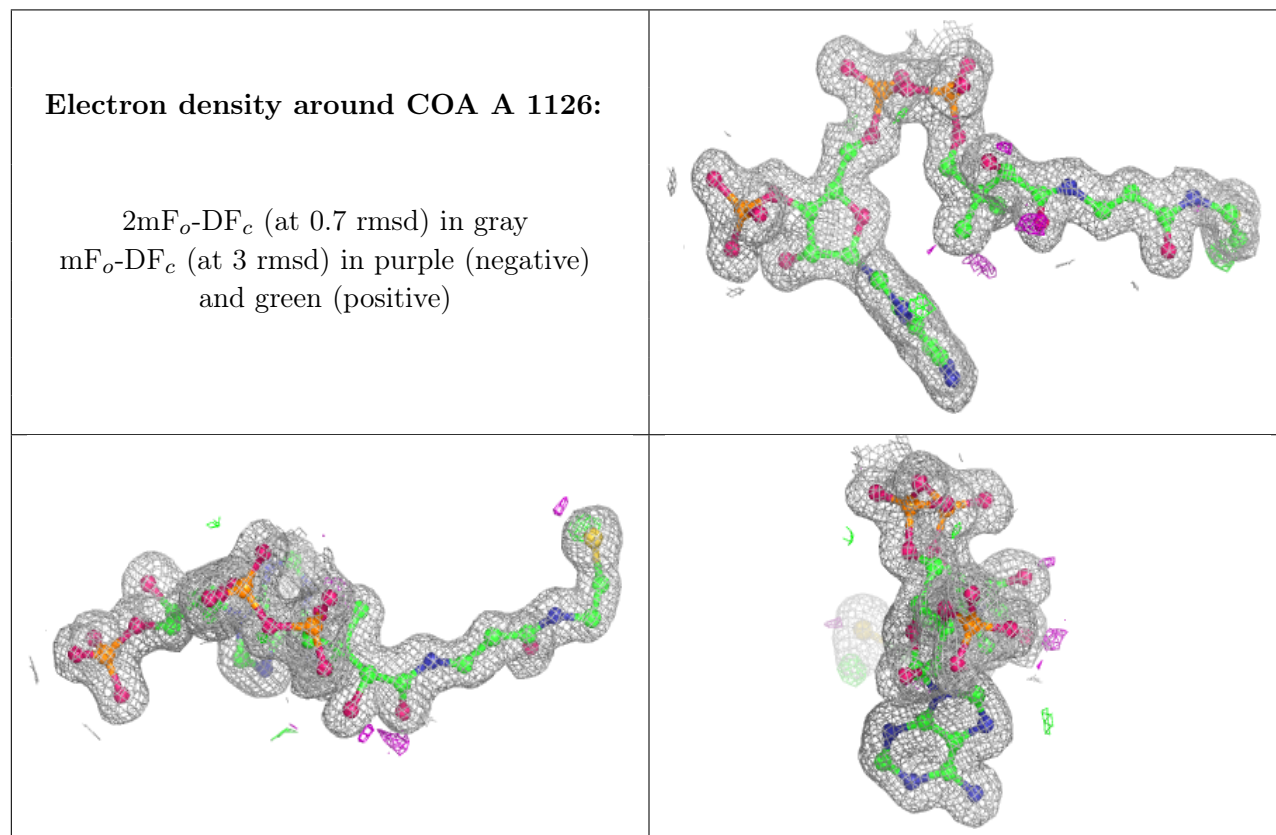 Electron density around COA A 1126:
2mFo-DFc (at 0.7 rmsd) in gray
mFo-DFc (at 3 rmsd) in purple (negative)
and green (positive)